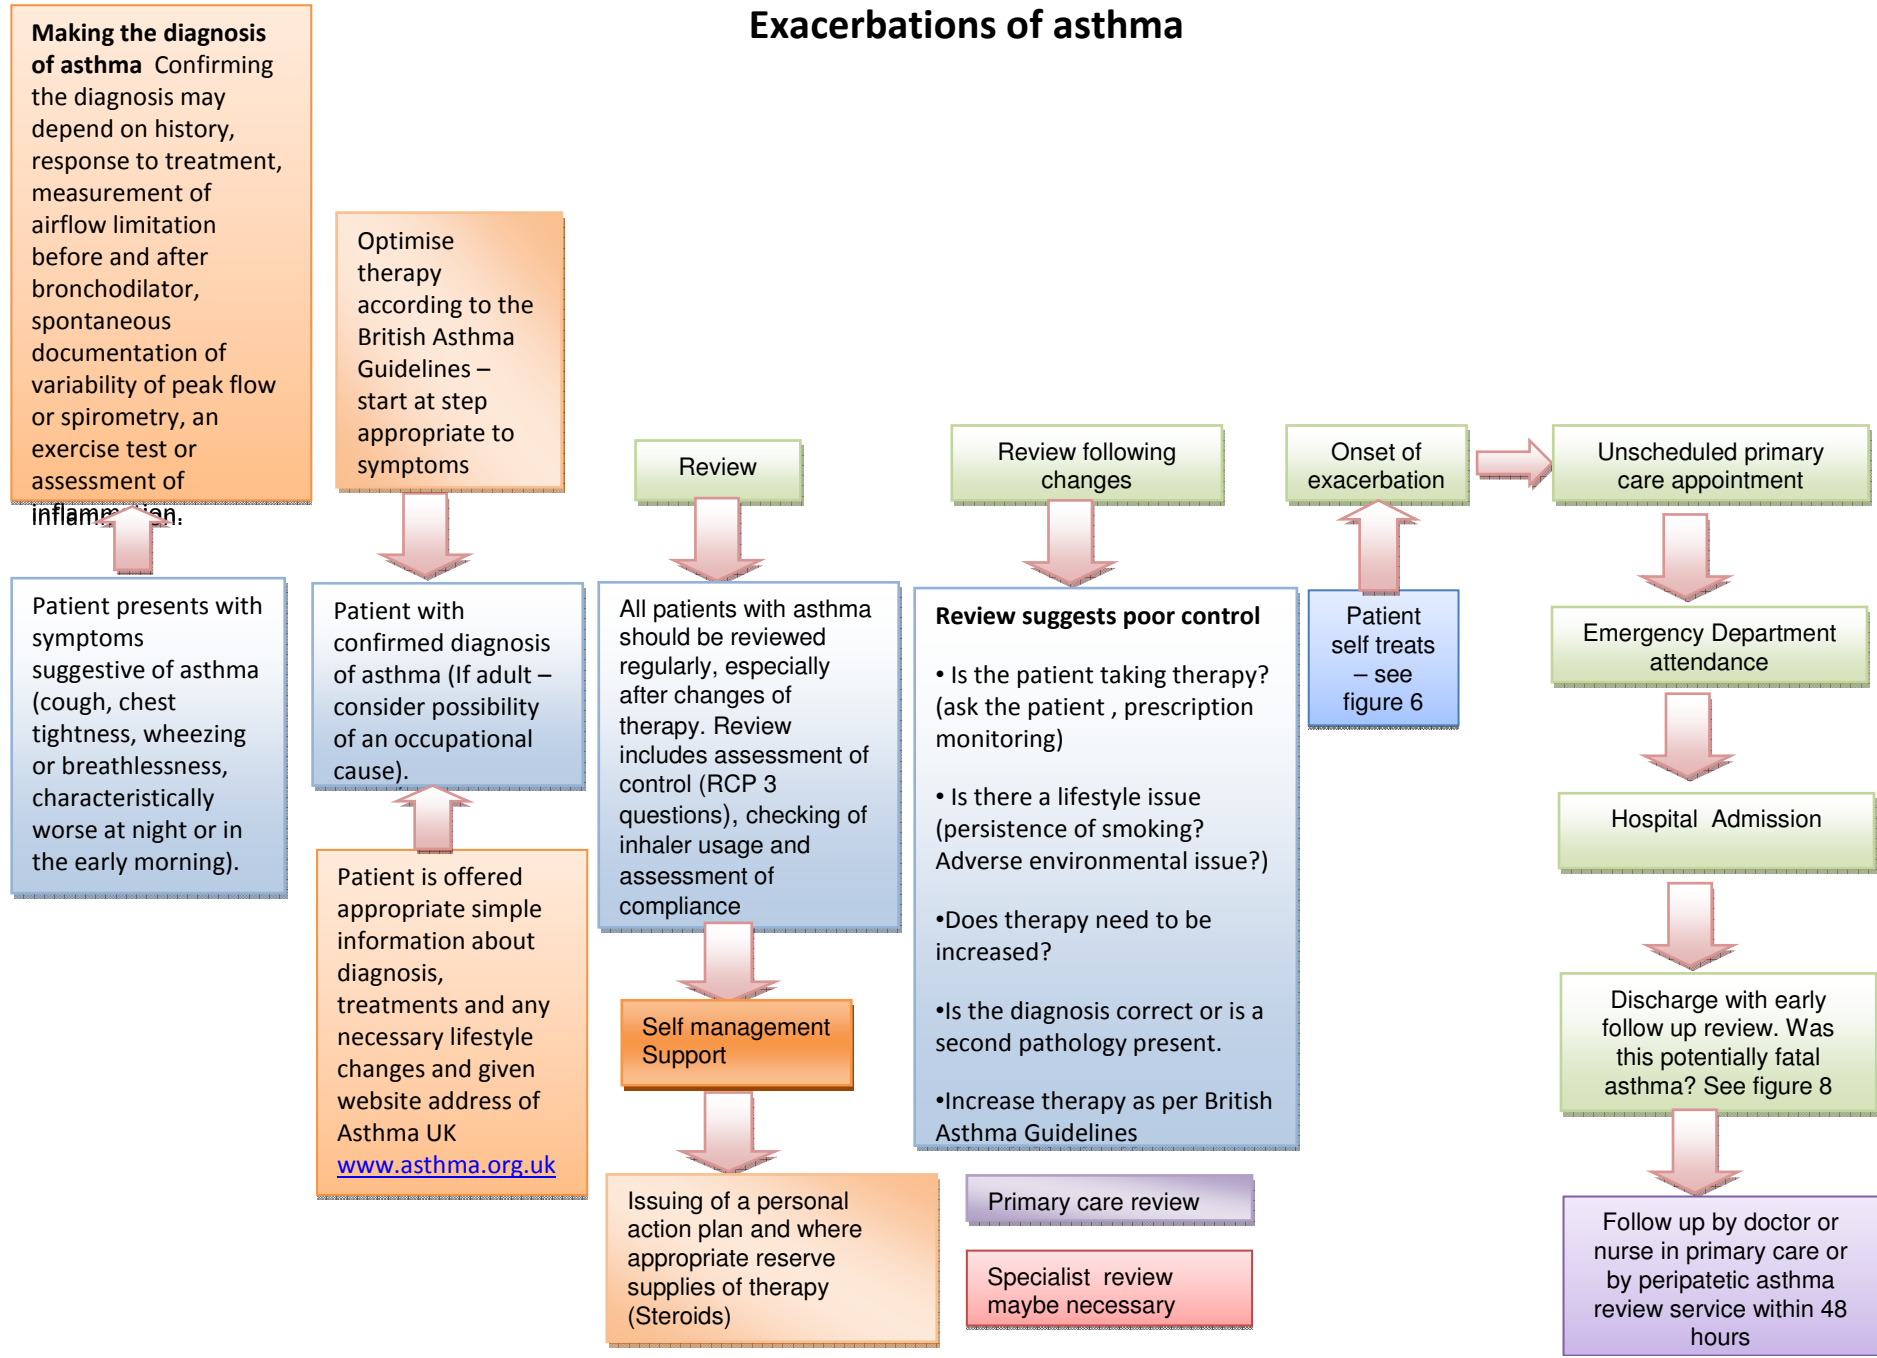 Exacerbations of asthma
Making the diagnosis
of asthma  Confirming
the diagnosis may
depend on history,
response to treatment,
measurement of
airflow limitation
before and after
bronchodilator,
spontaneous
documentation of
variability of peak flow
or spirometry, an
exercise test or
assessment of
inflammation.
Patient presents with
symptoms
suggestive of asthma
(cough, chest
tightness, wheezing
or breathlessness,
characteristically
worse at night or in
the early morning).
Optimise
therapy
according to the
British Asthma
Guidelines –
start at step
appropriate to
symptoms
Patient with
confirmed diagnosis
of asthma (If adult –
consider possibility
of an occupational
cause).
Patient is offered
appropriate simple
information about
diagnosis,
treatments and any
necessary lifestyle
changes and given
website address of
Asthma UK
www.asthma.org.uk
Review
All patients with asthma
should be reviewed
regularly, especially
after changes of
therapy. Review
includes assessment of
control (RCP 3
questions), checking of
inhaler usage and
assessment of
compliance
Self management
Support
Issuing of a personal
action plan and where
appropriate reserve
supplies of therapy
(Steroids)
Review following
changes
Review suggests poor control
• Is the patient taking therapy?
(ask the patient , prescription
monitoring)
• Is there a lifestyle issue
(persistence of smoking?
Adverse environmental issue?)
•Does therapy need to be
increased?
•Is the diagnosis correct or is a
second pathology present.
•Increase therapy as per British
Asthma Guidelines
Primary care review
Specialist  review
maybe necessary
Onset of
exacerbation
Patient
self treats
– see
figure 6
Unscheduled primary
care appointment
Emergency Department
attendance
Hospital  Admission
Discharge with early
follow up review. Was
this potentially fatal
asthma? See figure 8
Follow up by doctor or
nurse in primary care or
by peripatetic asthma
review service within 48
hours